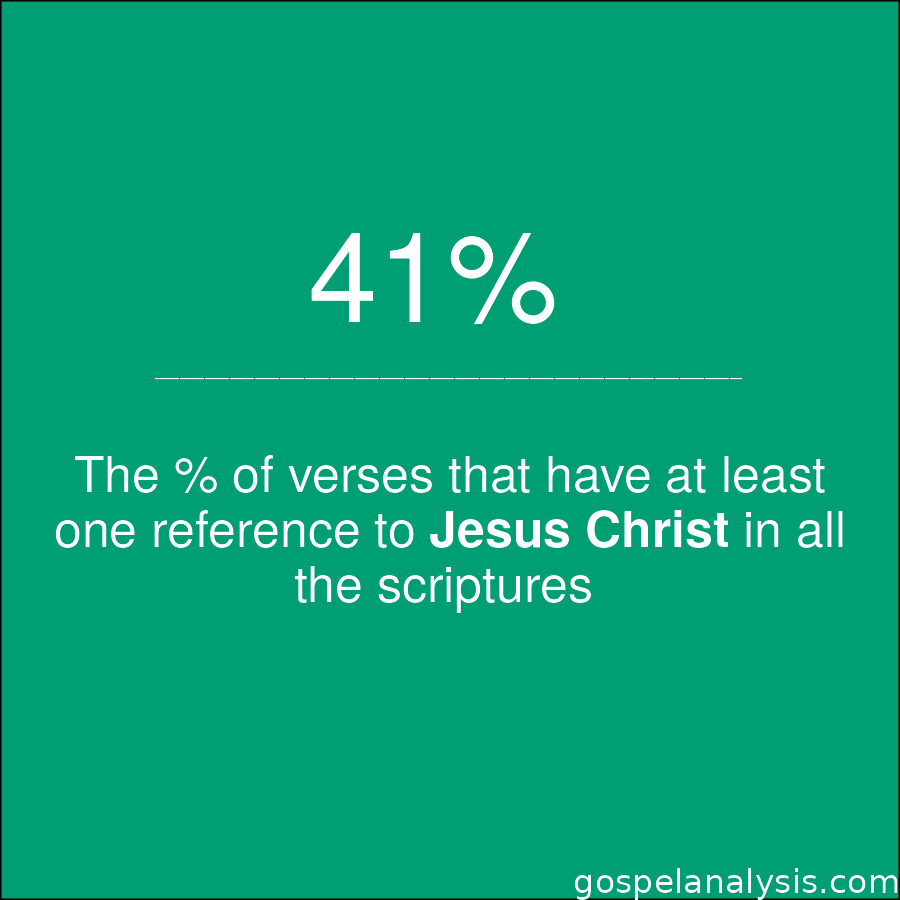 41%
The % of verses that have at least
one reference to Jesus Christ in all
the scriptures
gospelanalysis.com